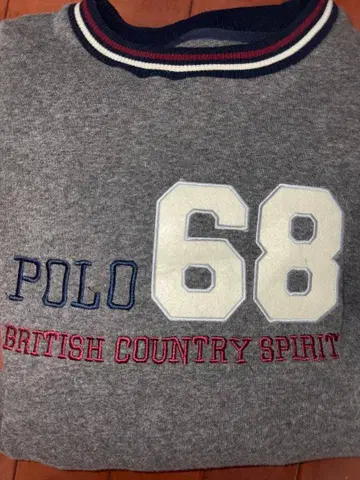 POLO 68
BRITISH COUNTRY SPIRIT